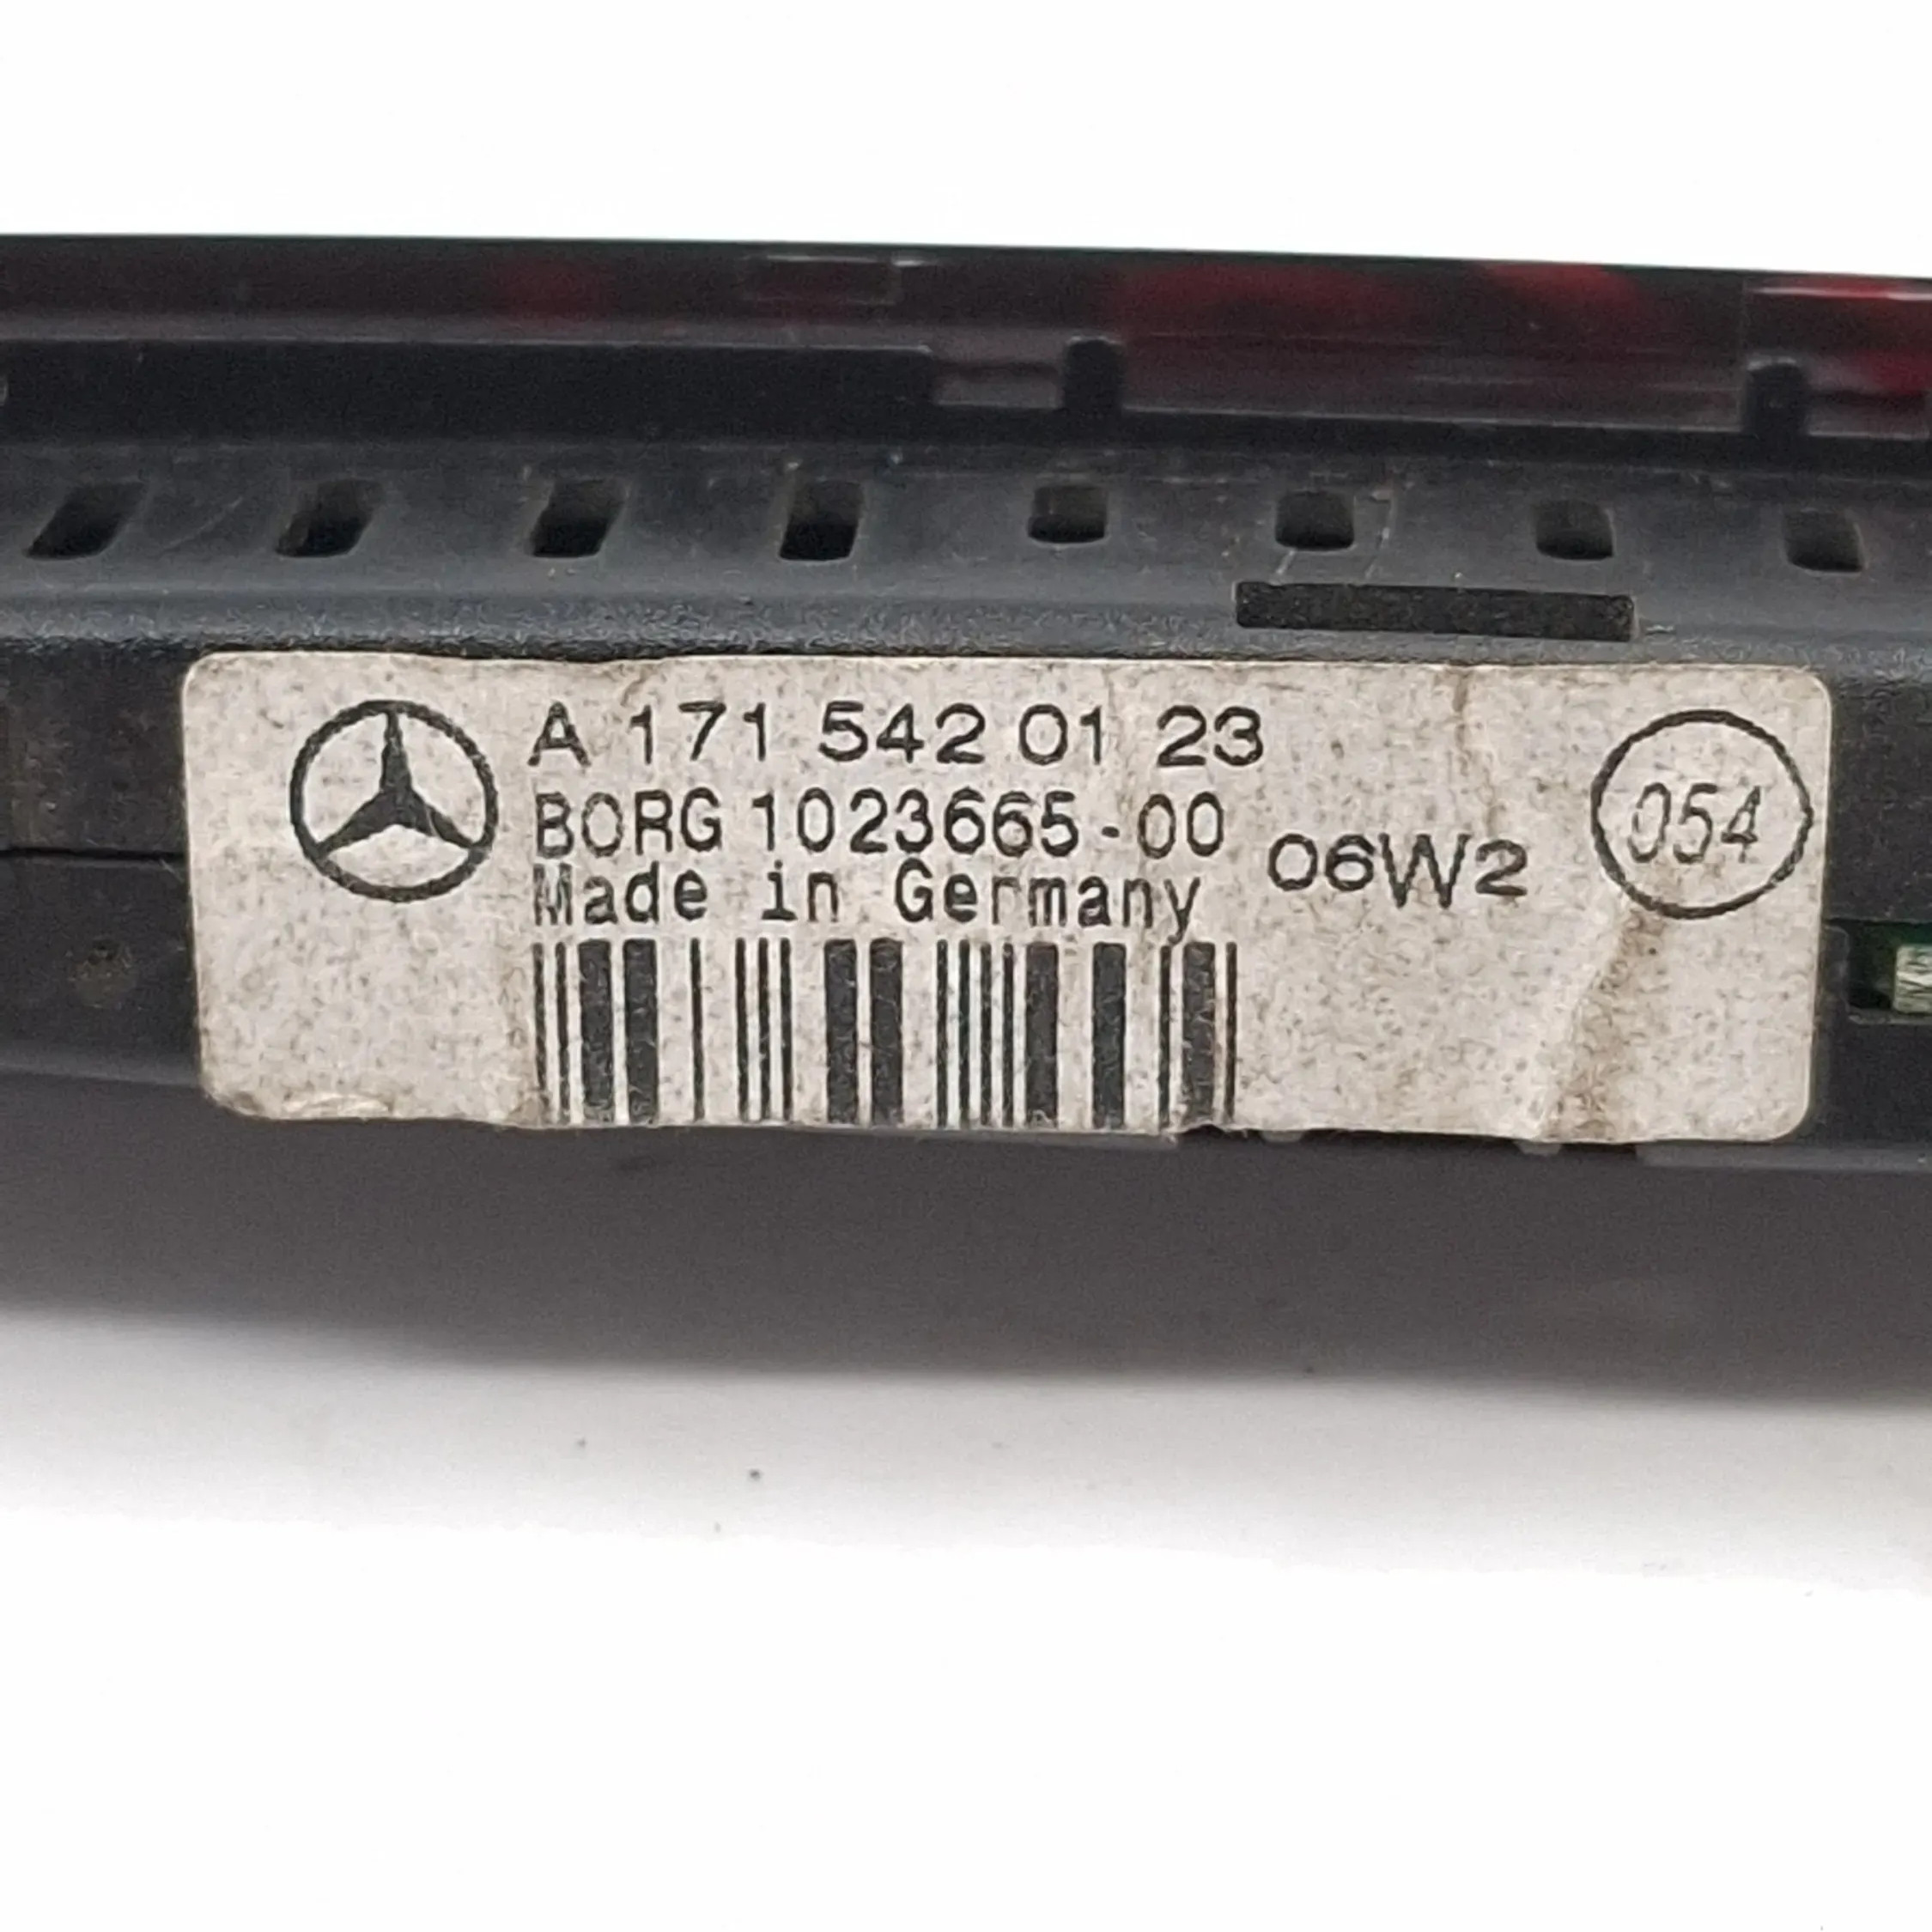 A 171 542 01 23
BORG 1023665-00
Made in Germany
06W2
054